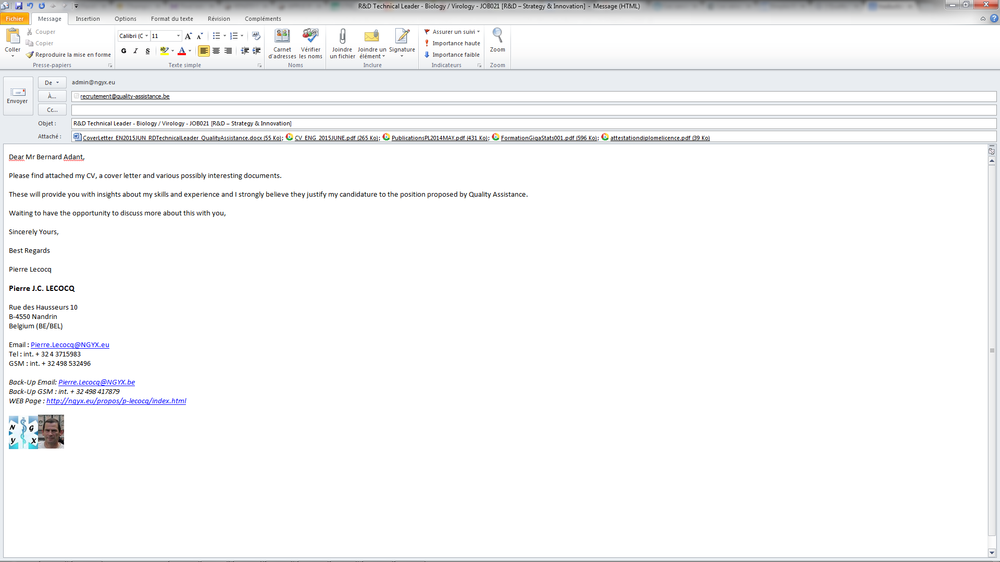 R&D Technical Leader - Biology / Virology - JOB021 [R&D – Strategy & Innovation] - Message (HTML)
Fichier Message Insertion Options Format du texte Révision Compléments
Coller
Couper
Copier
Reproduire la mise en forme
Presse-papiers
Calibri (C 11
G I S
Texte simple
Carnet d'adresses
Vérifier les noms
Noms
Joindre un fichier
Joindre un élément
Signature
Inclure
Assurer un suivi
Importance haute
Importance faible
Indicateurs
Zoom
Zoom
Envoyer
De admin@ngyx.eu
À... recrutement@quality-assistance.be
Cc...
Objet : R&D Technical Leader - Biology / Virology - JOB021 [R&D – Strategy & Innovation]
Attaché : CoverLetter_EN2015JUN_RDTechnicalLeader_QualityAssistance.docx (55 Ko); CV_ENG_2015JUNE.pdf (265 Ko); PublicationsPL2014MAY.pdf (431 Ko); FormationGigaStats001.pdf (596 Ko); attestationdiplomelicence.pdf (39 Ko)
Dear Mr Bernard Adant,
Please find attached my CV, a cover letter and various possibly interesting documents.
These will provide you with insights about my skills and experience and I strongly believe they justify my candidature to the position proposed by Quality Assistance.
Waiting to have the opportunity to discuss more about this with you,
Sincerely Yours,
Best Regards
Pierre Lecocq
Pierre J.C. LECOCQ
Rue des Hausseurs 10
B-4550 Nandrin
Belgium (BE/BEL)
Email : Pierre.Lecocq@NGYX.eu
Tel : int. + 32 4 3715983
GSM : int. + 32 498 532496
Back-Up Email: Pierre.Lecocq@NGYX.be
Back-Up GSM : int. + 32 498 417879
WEB Page : http://ngyx.eu/propos/p-lecocq/index.html
N G
y x